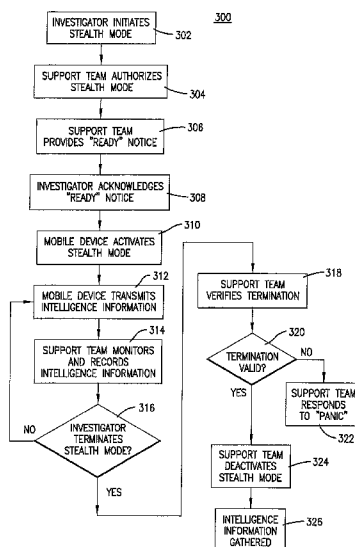 300
INVESTIGATOR INITIATES
STEALTH MODE
302
SUPPORT TEAM AUTHORIZES
STEALTH MODE
304
SUPPORT TEAM
PROVIDES "READY" NOTICE
306
INVESTIGATOR ACKNOWLEDGES
"READY" NOTICE
308
310
MOBILE DEVICE ACTIVATES
STEALTH MODE
312
MOBILE DEVICE TRANSMITS
INTELLIGENCE INFORMATION
314
SUPPORT TEAM MONITORS
AND RECORDS
INTELLIGENCE INFORMATION
316
INVESTIGATOR
TERMINATES
STEALTH MODE?
NO
YES
318
SUPPORT TEAM
VERIFIES TERMINATION
320
TERMINATION
VALID?
NO
YES
SUPPORT TEAM
RESPONDS
TO "PANIC"
322
SUPPORT TEAM
DEACTIVATES
STEALTH MODE
324
INTELLIGENCE
INFORMATION
GATHERED
326